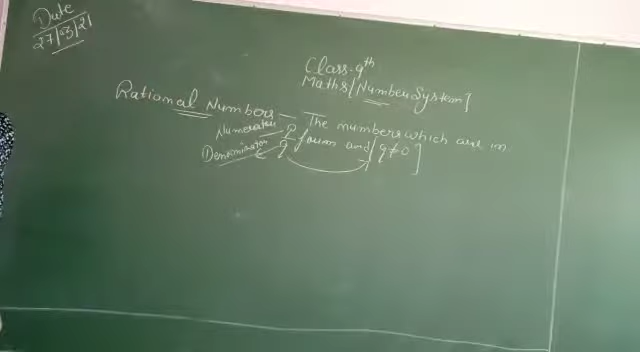 Date
27/3/21
Class-9th
Maths [Number System]
Rational Numbers - The numbers which are in
Numerator P form and [q≠0]
Denominator q